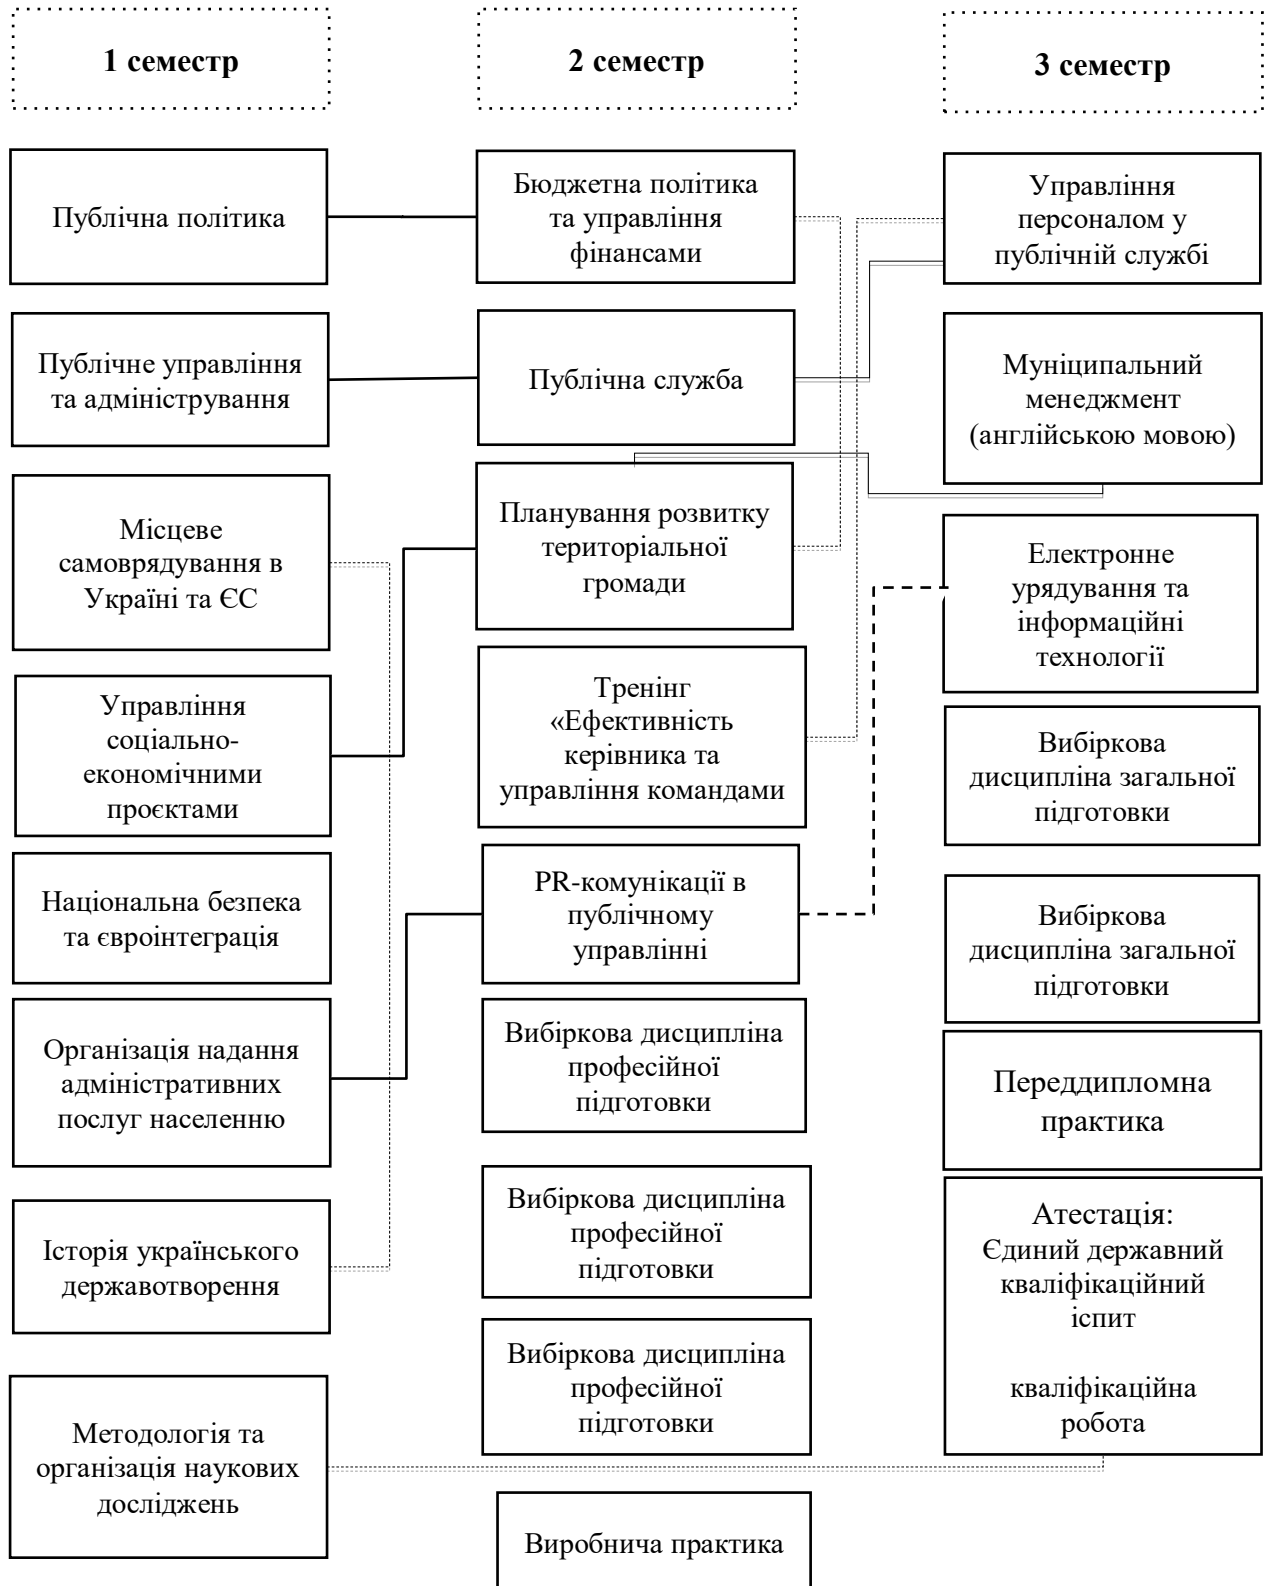 1 семестр
Публічна політика
Публічне управління
та адміністрування
Місцеве
самоврядування в
Україні та ЄС
Управління
соціально-
економічними
проєктами
Національна безпека
та євроінтеграція
Організація надання
адміністративних
послуг населенню
Історія українського
державотворення
Методологія та
організація наукових
досліджень
2 семестр
Бюджетна політика
та управління
фінансами
Публічна служба
Планування розвитку
територіальної
громади
Тренінг
«Ефективність
керівника та
управління командами
PR-комунікації в
публічному
управлінні
Вибіркова дисципліна
професійної
підготовки
Вибіркова дисципліна
професійної
підготовки
Вибіркова дисципліна
професійної
підготовки
Виробнича практика
3 семестр
Управління
персоналом у
публічній службі
Муніципальний
менеджмент
(англійською мовою)
Електронне
урядування та
інформаційні
технології
Вибіркова
дисципліна загальної
підготовки
Вибіркова
дисципліна загальної
підготовки
Переддипломна
практика
Атестація:
Єдиний державний
кваліфікаційний
іспит
кваліфікаційна
робота